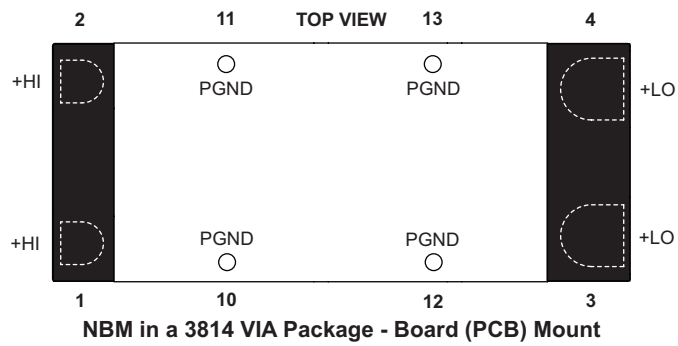 2 11 TOP VIEW 13 4
+HI PGND PGND +LO
+HI PGND PGND +LO
1 10 12 3
NBM in a 3814 VIA Package - Board (PCB) Mount